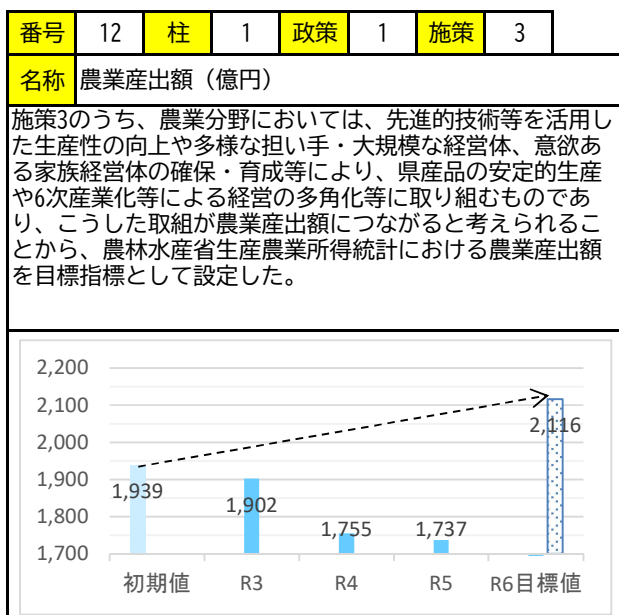 番号 12 柱 1 政策 1 施策 3
名称 農業産出額（億円）
施策3のうち、農業分野においては、先進的技術等を活用し
た生産性の向上や多様な担い手・大規模な経営体、意欲あ
る家族経営体の確保・育成等により、県産品の安定的生産
や6次産業化等による経営の多角化等に取り組むものであ
り、こうした取組が農業産出額につながると考えられるこ
とから、農林水産省生産農業所得統計における農業産出額
を目標指標として設定した。
2,200
2,100
2,000
1,900
1,800
1,700
1,939
1,902
1,755
1,737
2,116
初期値 R3 R4 R5 R6目標値